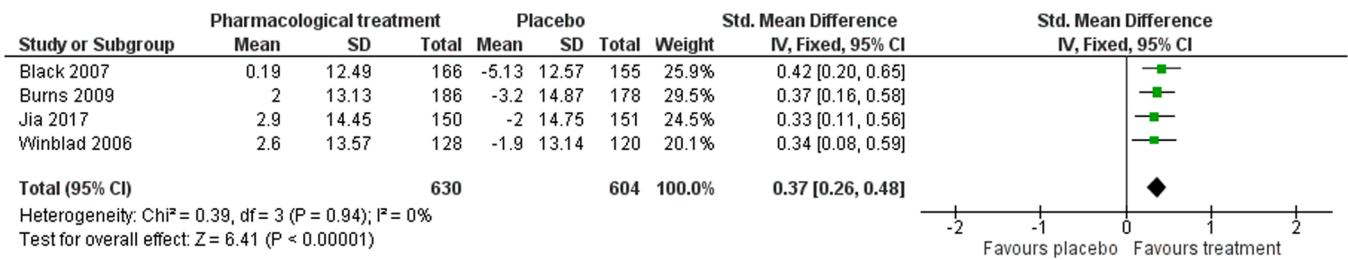 Pharmacological treatment Placebo Std. Mean Difference Std. Mean Difference
Study or Subgroup Mean SD Total Mean SD Total Weight IV, Fixed, 95% CI IV, Fixed, 95% CI
Black 2007 0.19 12.49 166 -5.13 12.57 155 25.9% 0.42 [0.20, 0.65]
Burns 2009 2 13.13 186 -3.2 14.87 178 29.5% 0.37 [0.16, 0.58]
Jia 2017 2.9 14.45 150 -2 14.75 151 24.5% 0.33 [0.11, 0.56]
Winblad 2006 2.6 13.57 128 -1.9 13.14 120 20.1% 0.34 [0.08, 0.59]
Total (95% CI) 630 604 100.0% 0.37 [0.26, 0.48]
Heterogeneity: Chi² = 0.39, df = 3 (P = 0.94); I² = 0%
Test for overall effect: Z = 6.41 (P < 0.00001)
-2 -1 0 1 2
Favours placebo Favours treatment